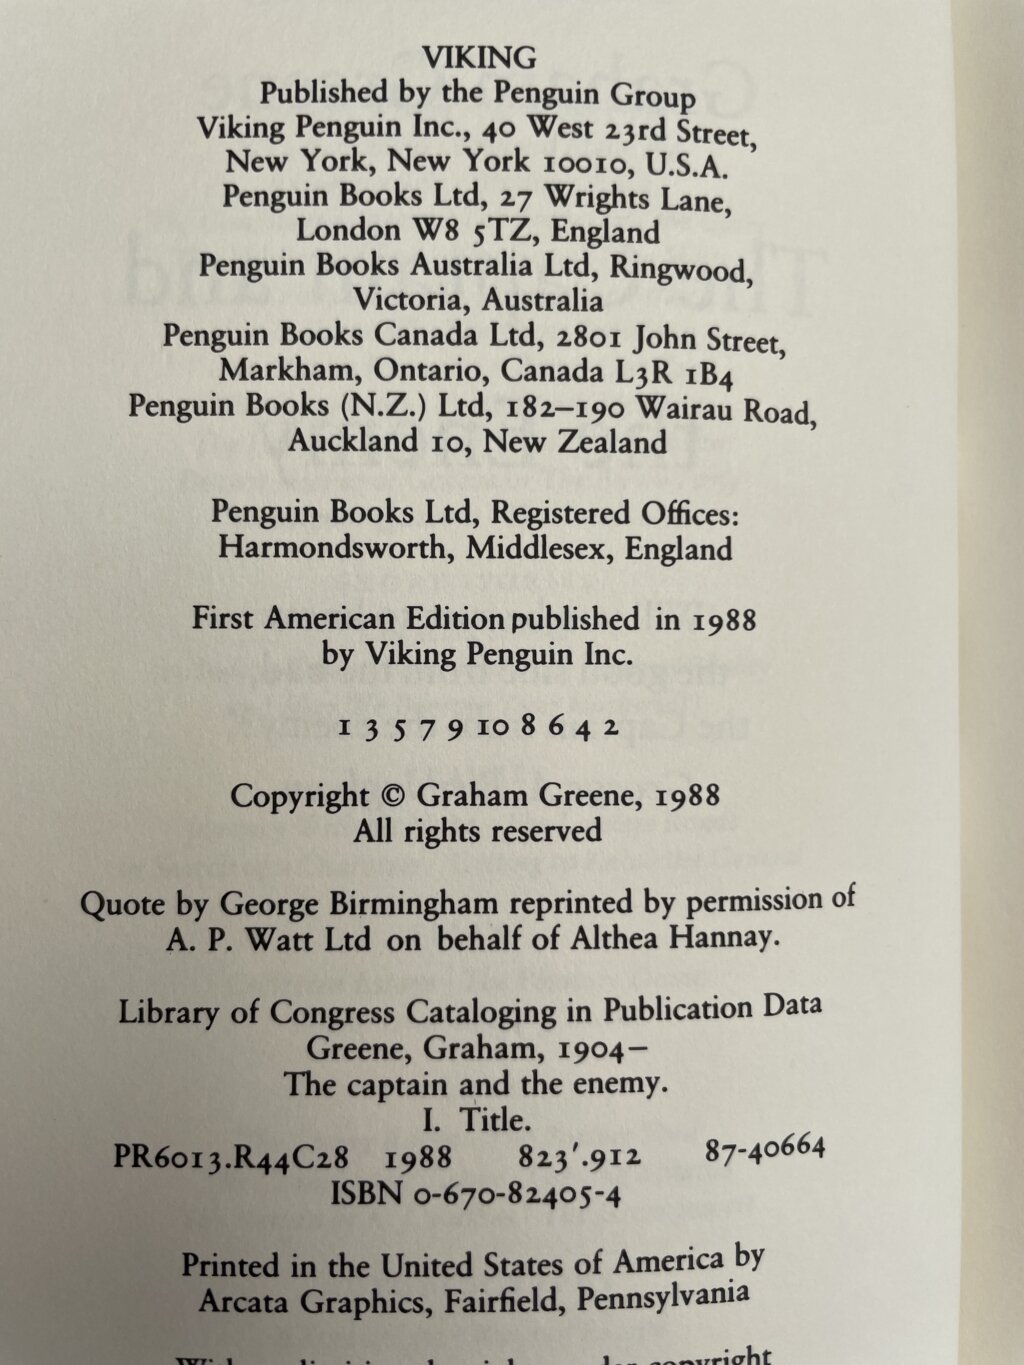 VIKING
Published by the Penguin Group
Viking Penguin Inc., 40 West 23rd Street,
New York, New York 10010, U.S.A.
Penguin Books Ltd, 27 Wrights Lane,
London W8 5TZ, England
Penguin Books Australia Ltd, Ringwood,
Victoria, Australia
Penguin Books Canada Ltd, 2801 John Street,
Markham, Ontario, Canada L3R 1B4
Penguin Books (N.Z.) Ltd, 182–190 Wairau Road,
Auckland 10, New Zealand
Penguin Books Ltd, Registered Offices:
Harmondsworth, Middlesex, England
First American Edition published in 1988
by Viking Penguin Inc.
1 3 5 7 9 10 8 6 4 2
Copyright © Graham Greene, 1988
All rights reserved
Quote by George Birmingham reprinted by permission of
A. P. Watt Ltd on behalf of Althea Hannay.
Library of Congress Cataloging in Publication Data
Greene, Graham, 1904–
The captain and the enemy.
I. Title.
PR6013.R44C28 1988 823′.912 87-40664
ISBN 0-670-82405-4
Printed in the United States of America by
Arcata Graphics, Fairfield, Pennsylvania
copyright